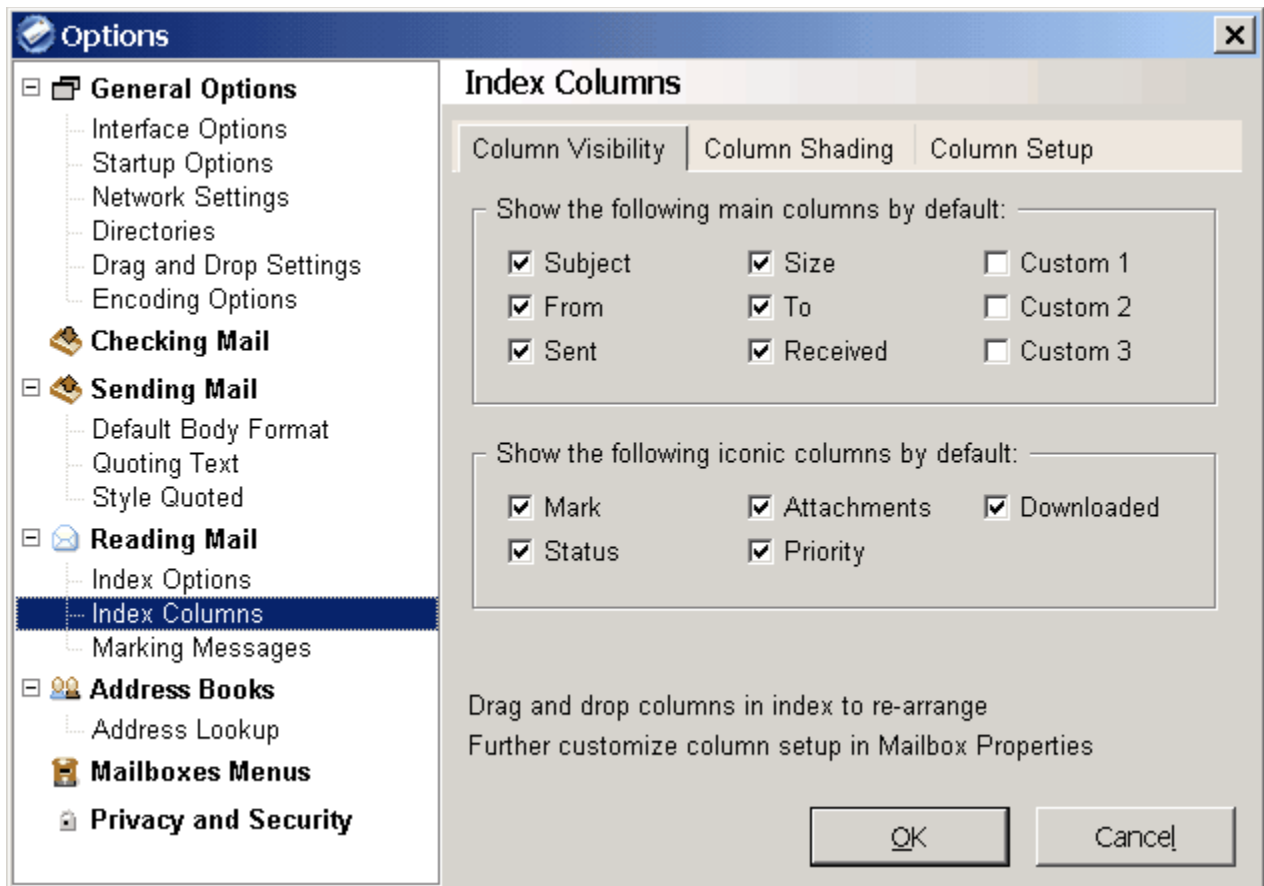 Options
General Options
Interface Options
Startup Options
Network Settings
Directories
Drag and Drop Settings
Encoding Options
Checking Mail
Sending Mail
Default Body Format
Quoting Text
Style Quoted
Reading Mail
Index Options
Index Columns
Marking Messages
Address Books
Address Lookup
Mailboxes Menus
Privacy and Security
Index Columns
Column Visibility Column Shading Column Setup
Show the following main columns by default:
Subject Size Custom 1
From To Custom 2
Sent Received Custom 3
Show the following iconic columns by default:
Mark Attachments Downloaded
Status Priority
Drag and drop columns in index to re-arrange
Further customize column setup in Mailbox Properties
OK Cancel